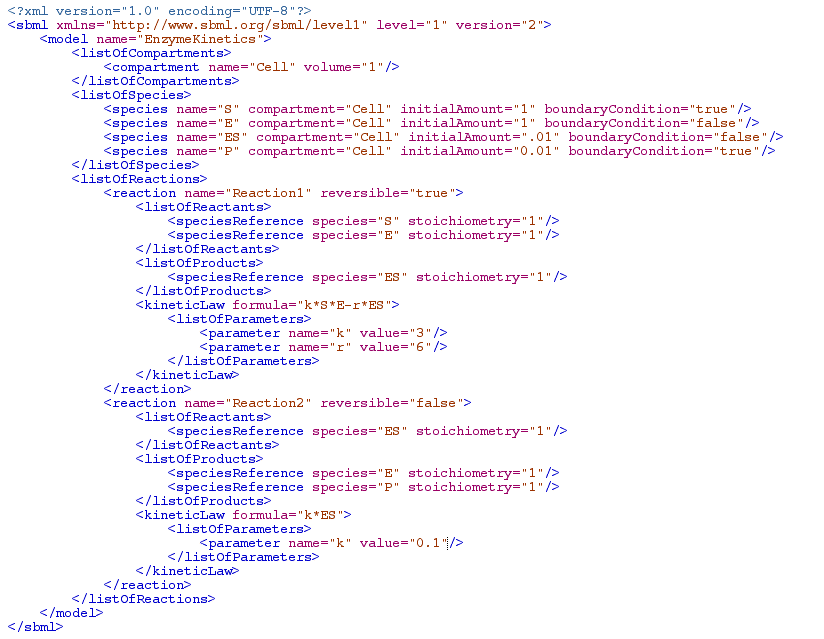 <?xml version="1.0" encoding="UTF-8"?>
<sbml xmlns="http://www.sbml.org/sbml/level1" level="1" version="2">
    <model name="EnzymeKinetics">
        <listOfCompartments>
            <compartment name="Cell" volume="1"/>
        </listOfCompartments>
        <listOfSpecies>
            <species name="S" compartment="Cell" initialAmount="1" boundaryCondition="true"/>
            <species name="E" compartment="Cell" initialAmount="1" boundaryCondition="false"/>
            <species name="ES" compartment="Cell" initialAmount=".01" boundaryCondition="false"/>
            <species name="P" compartment="Cell" initialAmount="0.01" boundaryCondition="true"/>
        </listOfSpecies>
        <listOfReactions>
            <reaction name="Reaction1" reversible="true">
                <listOfReactants>
                    <speciesReference species="S" stoichiometry="1"/>
                    <speciesReference species="E" stoichiometry="1"/>
                </listOfReactants>
                <listOfProducts>
                    <speciesReference species="ES" stoichiometry="1"/>
                </listOfProducts>
                <kineticLaw formula="k*S*E-r*ES">
                    <listOfParameters>
                        <parameter name="k" value="3"/>
                        <parameter name="r" value="6"/>
                    </listOfParameters>
                </kineticLaw>
            </reaction>
            <reaction name="Reaction2" reversible="false">
                <listOfReactants>
                    <speciesReference species="ES" stoichiometry="1"/>
                </listOfReactants>
                <listOfProducts>
                    <speciesReference species="E" stoichiometry="1"/>
                    <speciesReference species="P" stoichiometry="1"/>
                </listOfProducts>
                <kineticLaw formula="k*ES">
                    <listOfParameters>
                        <parameter name="k" value="0.1"/>
                    </listOfParameters>
                </kineticLaw>
            </reaction>
        </listOfReactions>
    </model>
</sbml>